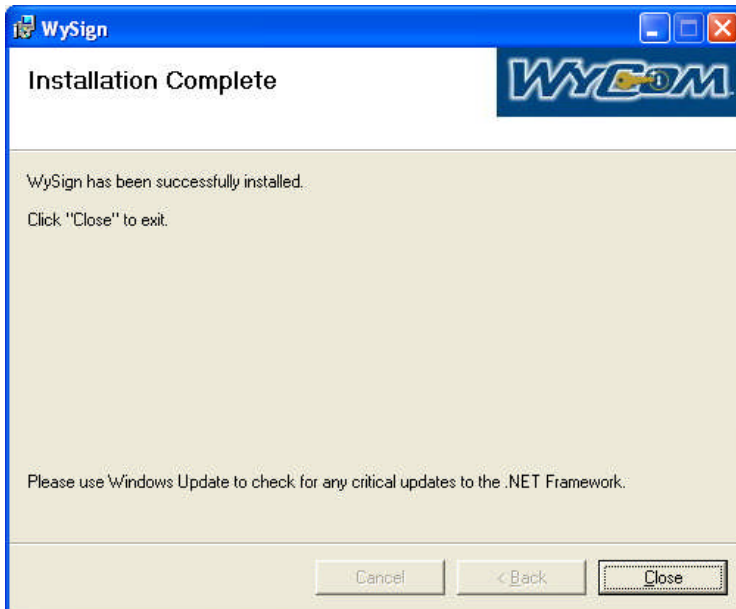 WySign
Installation Complete
WYCOM
WySign has been successfully installed.
Click "Close" to exit.
Please use Windows Update to check for any critical updates to the .NET Framework.
Cancel
< Back
Close